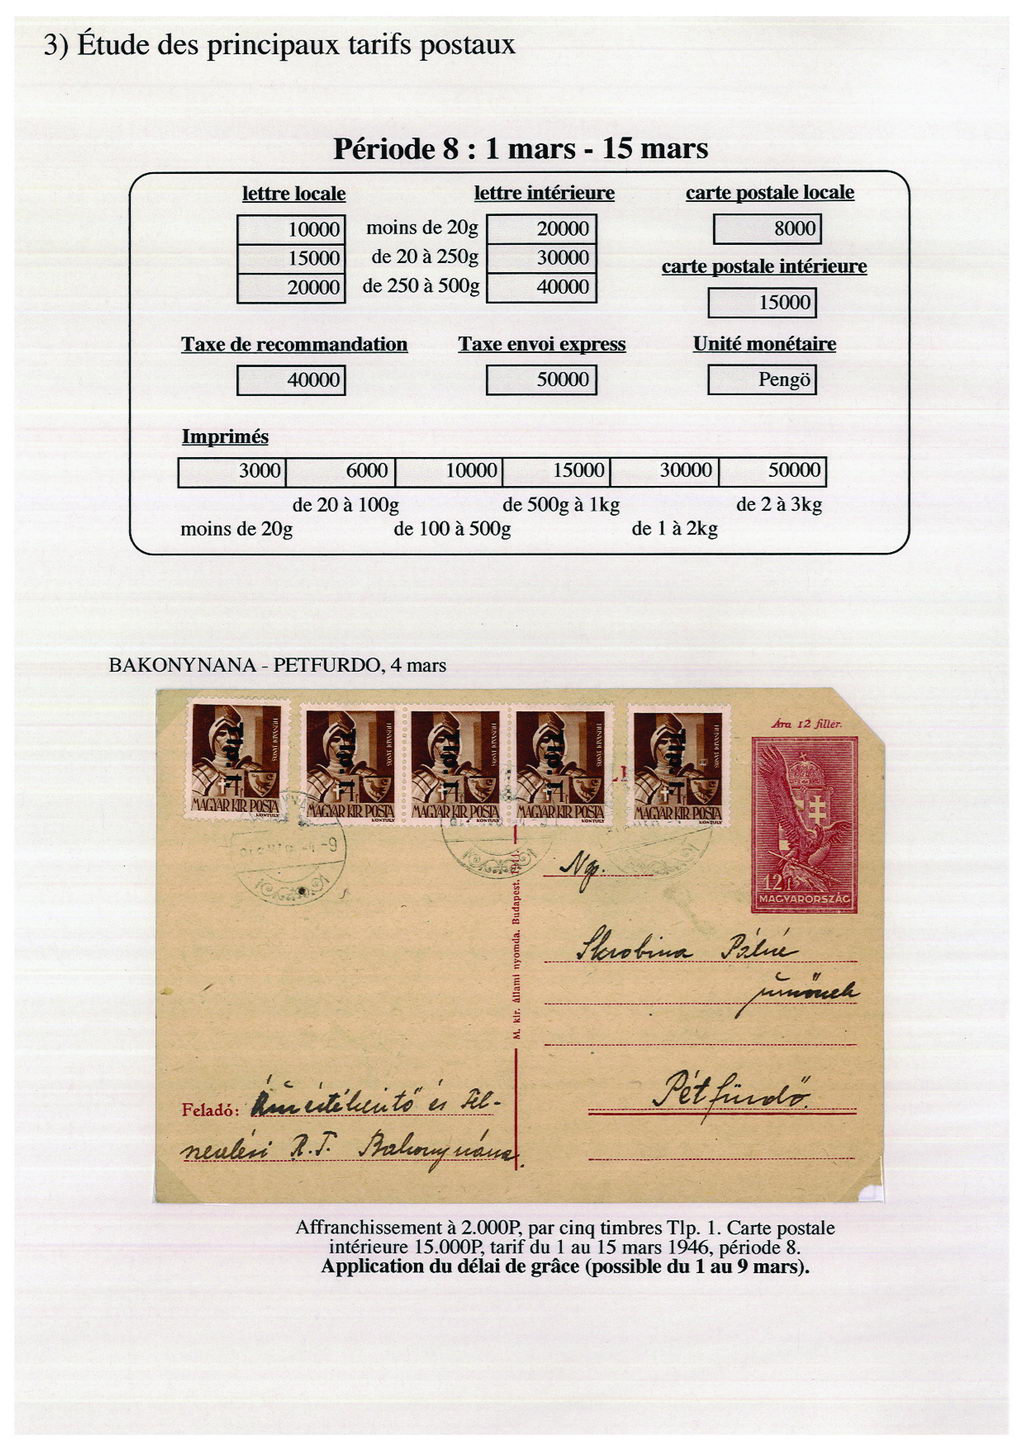 3) Étude des principaux tarifs postaux
Période 8 : 1 mars - 15 mars
lettre locale
lettre intérieure
carte postale locale
10000 moins de 20g 20000 8000
15000 de 20 à 250g 30000
carte postale intérieure
20000 de 250 à 500g 40000
15000
Taxe de recommandation
Taxe envoi express
Unité monétaire
40000 50000 Pengö
Imprimés
3000 6000 10000 15000 30000 50000
de 20 à 100g de 500g à 1kg de 2 à 3kg
moins de 20g de 100 à 500g de 1 à 2kg
BAKONYNANA - PETFURDO, 4 mars
Ára 12 fillér.
MAGYAR KIR POSTA
MAGYAR KIR POSTA
MAGYAR KIR POSTA
MAGYAR KIR POSTA
MAGYAR KIR POSTA
12f
MAGYARORSZÁG
M. kir. állami nyomda. Budapest. 1941.
Skrobina Pálné
Pétfürdő.
Feladó:
R.T. Bakonynána.
Affranchissement à 2.000P, par cinq timbres Tlp. 1. Carte postale
intérieure 15.000P, tarif du 1 au 15 mars 1946, période 8.
Application du délai de grâce (possible du 1 au 9 mars).